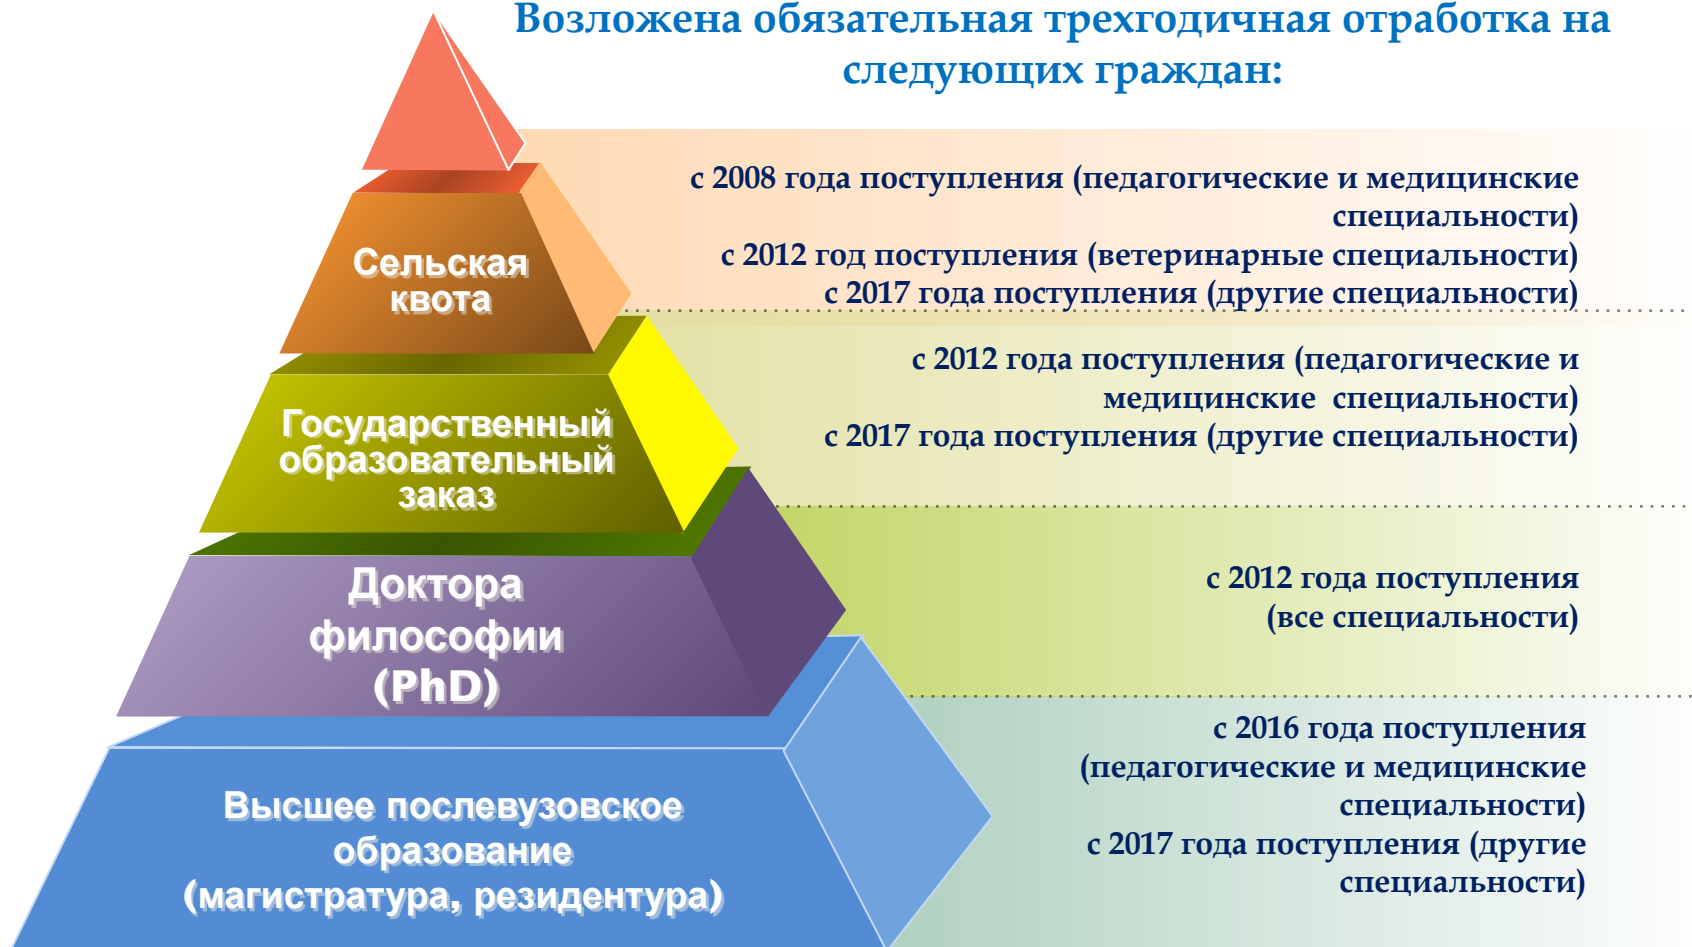 Возложена обязательная трехгодичная отработка на
следующих граждан:
Сельская
квота
с 2008 года поступления (педагогические и медицинские
специальности)
с 2012 год поступления (ветеринарные специальности)
с 2017 года поступления (другие специальности)
Государственный
образовательный
заказ
с 2012 года поступления (педагогические и
медицинские специальности)
с 2017 года поступления (другие специальности)
Доктора
философии
(PhD)
с 2012 года поступления
(все специальности)
Высшее послевузовское
образование
(магистратура, резидентура)
с 2016 года поступления
(педагогические и медицинские
специальности)
с 2017 года поступления (другие
специальности)